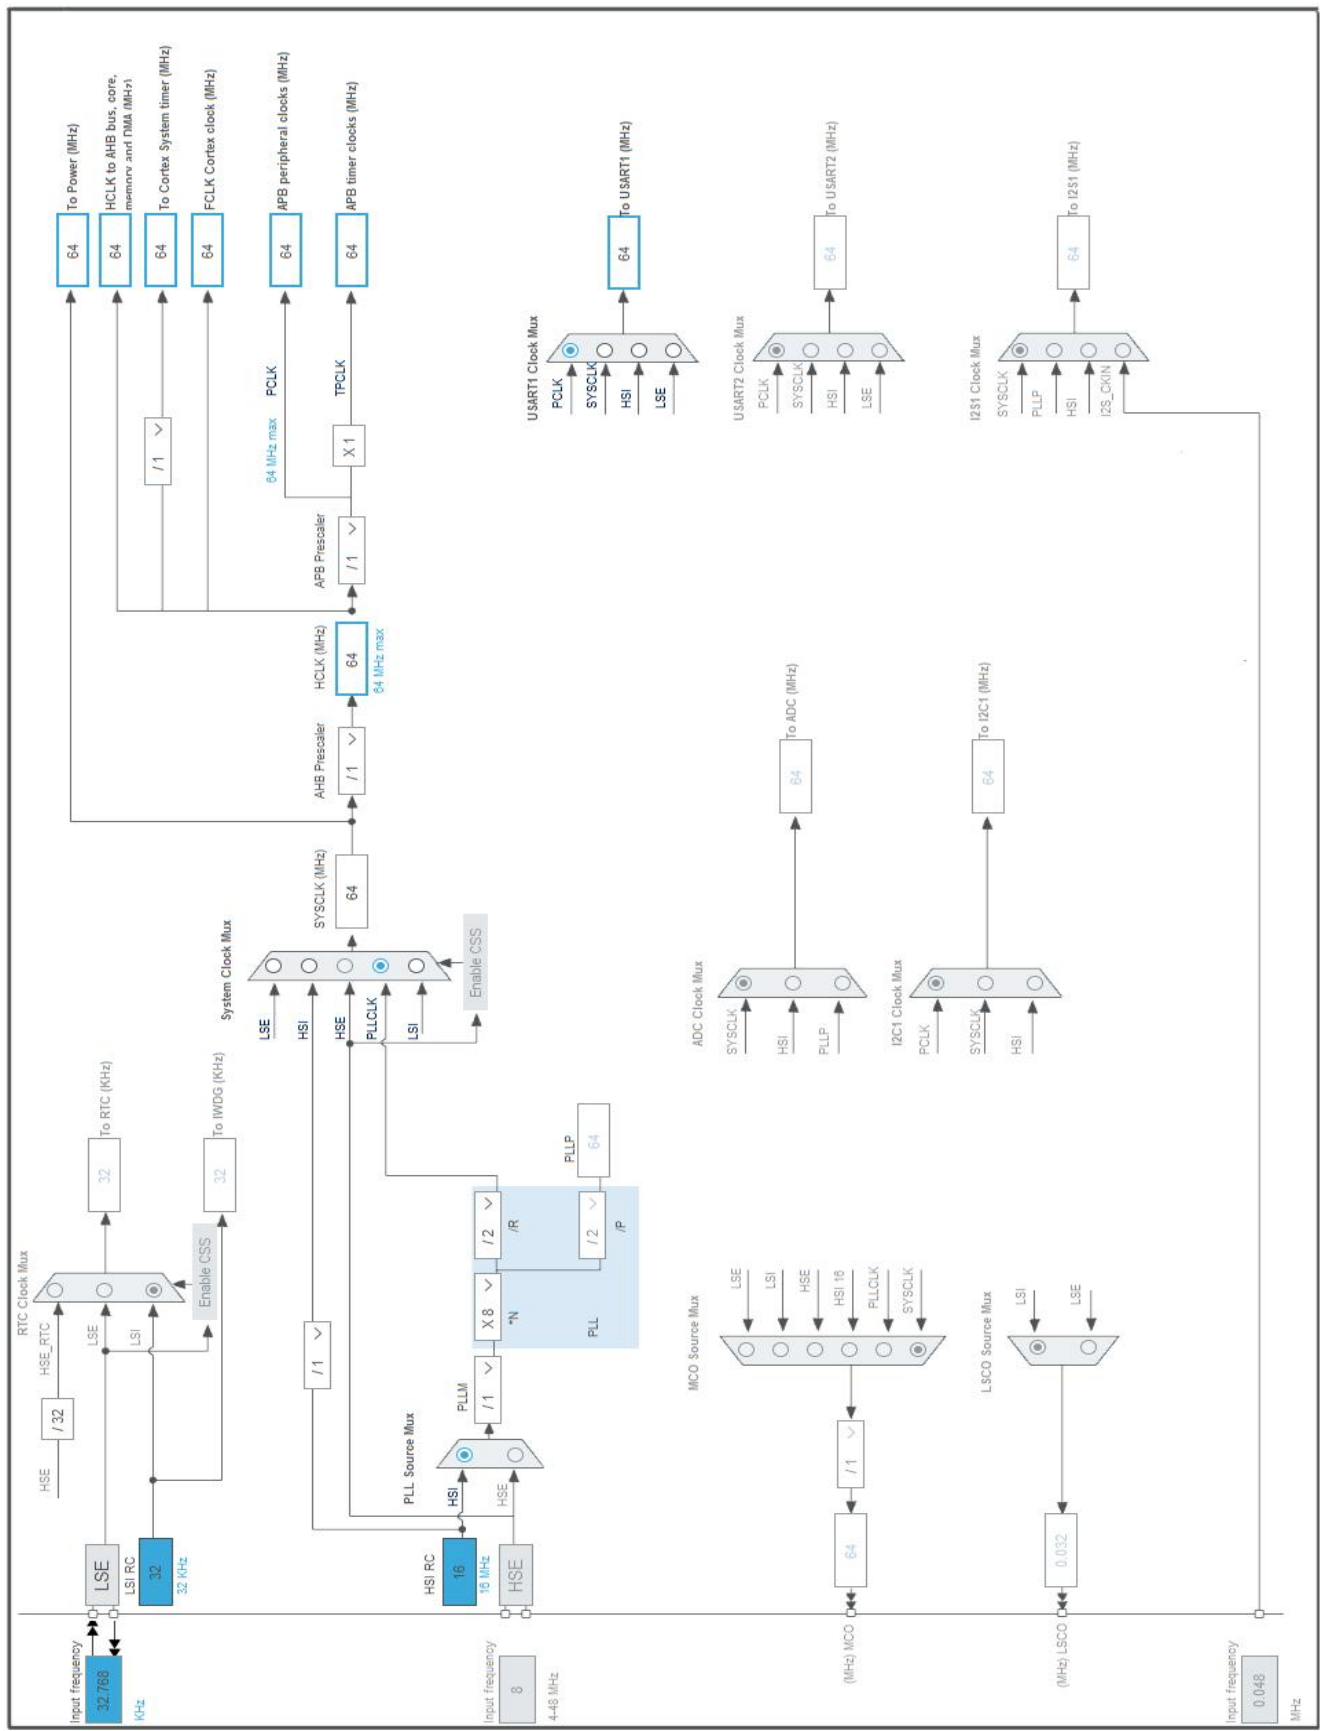 Input frequency
32.768
KHz
LSE
LSI RC
32
32 KHz
HSE
/ 32
HSE_RTC
LSE
LSI
RTC Clock Mux
Enable CSS
32
To RTC (KHz)
32
To IWDG (KHz)
HSI RC
16
16 MHz
Input frequency
8
4-48 MHz
HSE
PLL Source Mux
HSI
HSE
PLLM
/ 1
/ 1
X 8
*N
PLL
/ 2
/R
/ 2
/P
PLLP
64
System Clock Mux
LSE
HSI
HSE
PLLCLK
LSI
Enable CSS
SYSCLK (MHz)
64
AHB Prescaler
/ 1
HCLK (MHz)
64
64 MHz max
APB Prescaler
/ 1
/ 1
X 1
64 MHz max
PCLK
TPCLK
64
To Power (MHz)
64
HCLK to AHB bus, core,
memory and DMA (MHz)
64
To Cortex System timer (MHz)
64
FCLK Cortex clock (MHz)
64
APB peripheral clocks (MHz)
64
APB timer clocks (MHz)
USART1 Clock Mux
PCLK
SYSCLK
HSI
LSE
64
To USART1 (MHz)
USART2 Clock Mux
PCLK
SYSCLK
HSI
LSE
64
To USART2 (MHz)
I2S1 Clock Mux
SYSCLK
PLLP
HSI
I2S_CKIN
64
To I2S1 (MHz)
ADC Clock Mux
SYSCLK
HSI
PLLP
64
To ADC (MHz)
I2C1 Clock Mux
PCLK
SYSCLK
HSI
64
To I2C1 (MHz)
MCO Source Mux
LSE
LSI
HSE
HSI 16
PLLCLK
SYSCLK
/ 1
64
(MHz) MCO
LSCO Source Mux
LSI
LSE
0.032
(MHz) LSCO
Input frequency
0.048
MHz